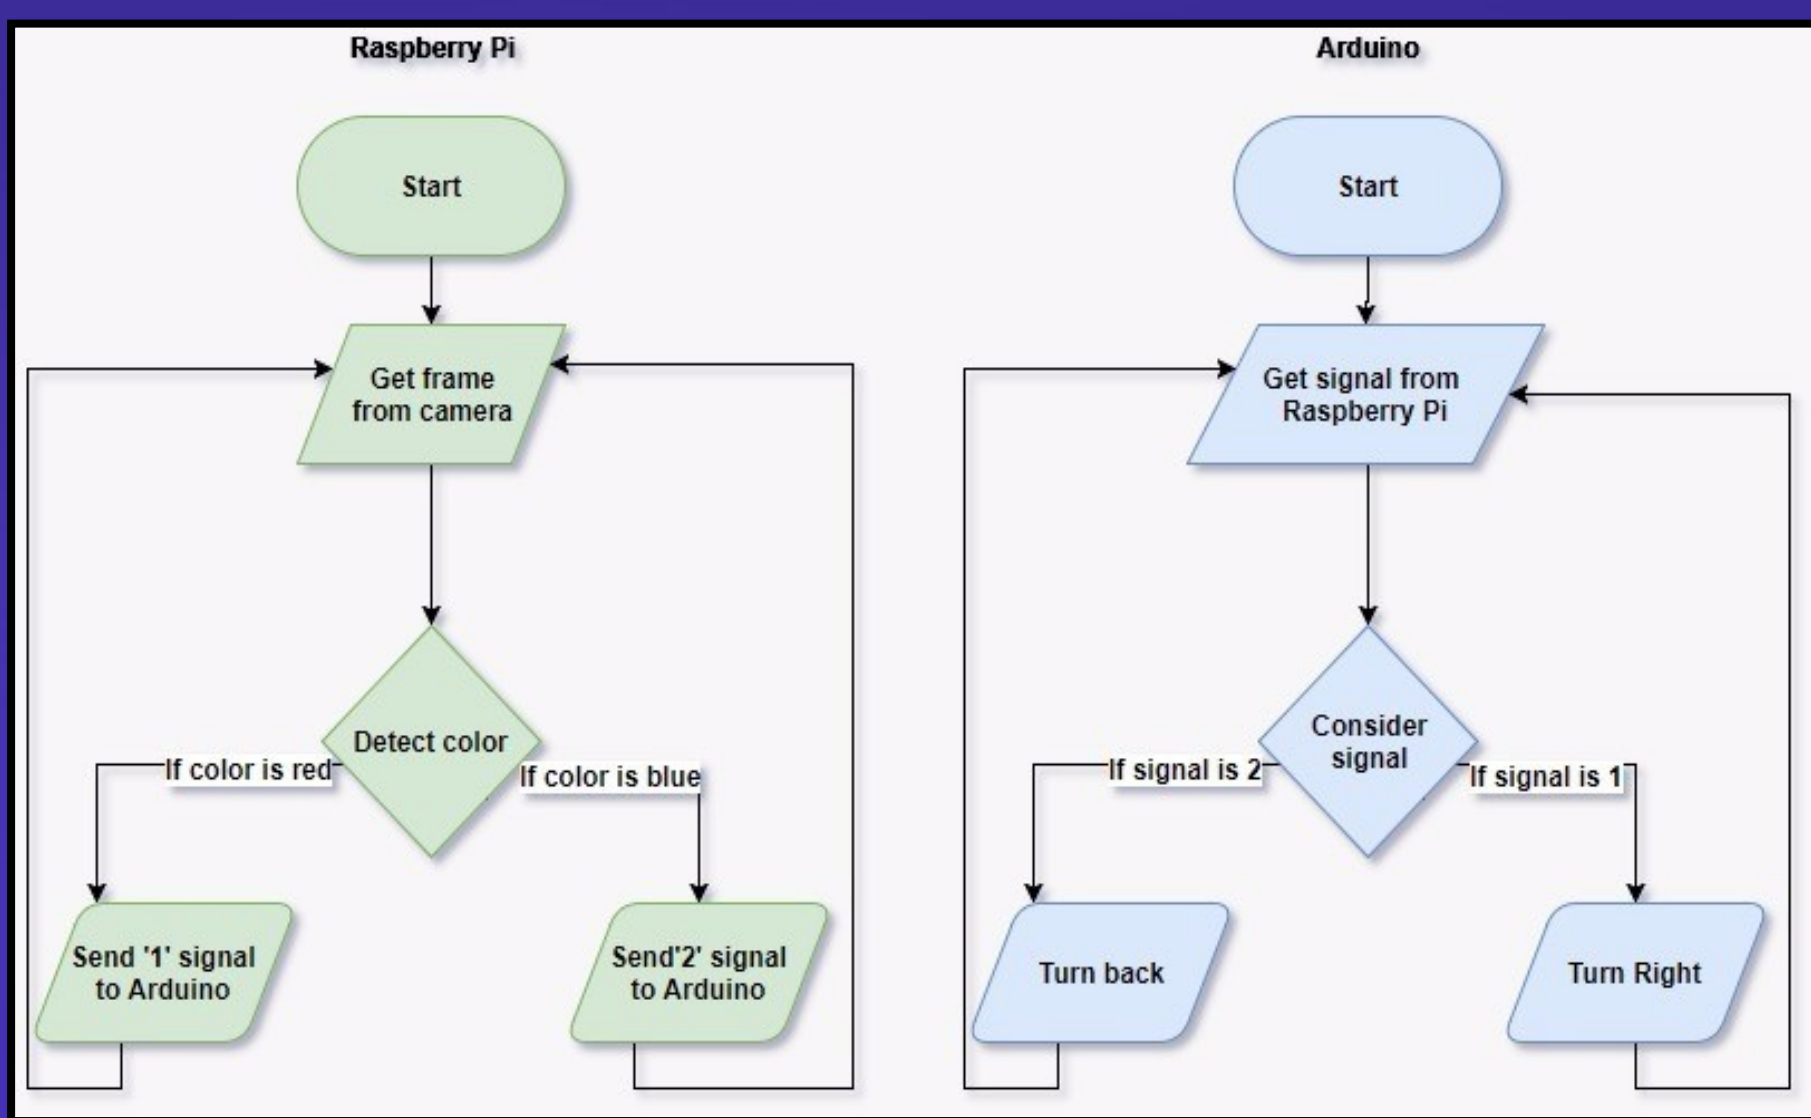 Raspberry Pi
Start
Get frame
from camera
Detect color
If color is red
If color is blue
Send '1' signal
to Arduino
Send'2' signal
to Arduino
Arduino
Start
Get signal from
Raspberry Pi
Consider
signal
If signal is 2
If signal is 1
Turn back
Turn Right